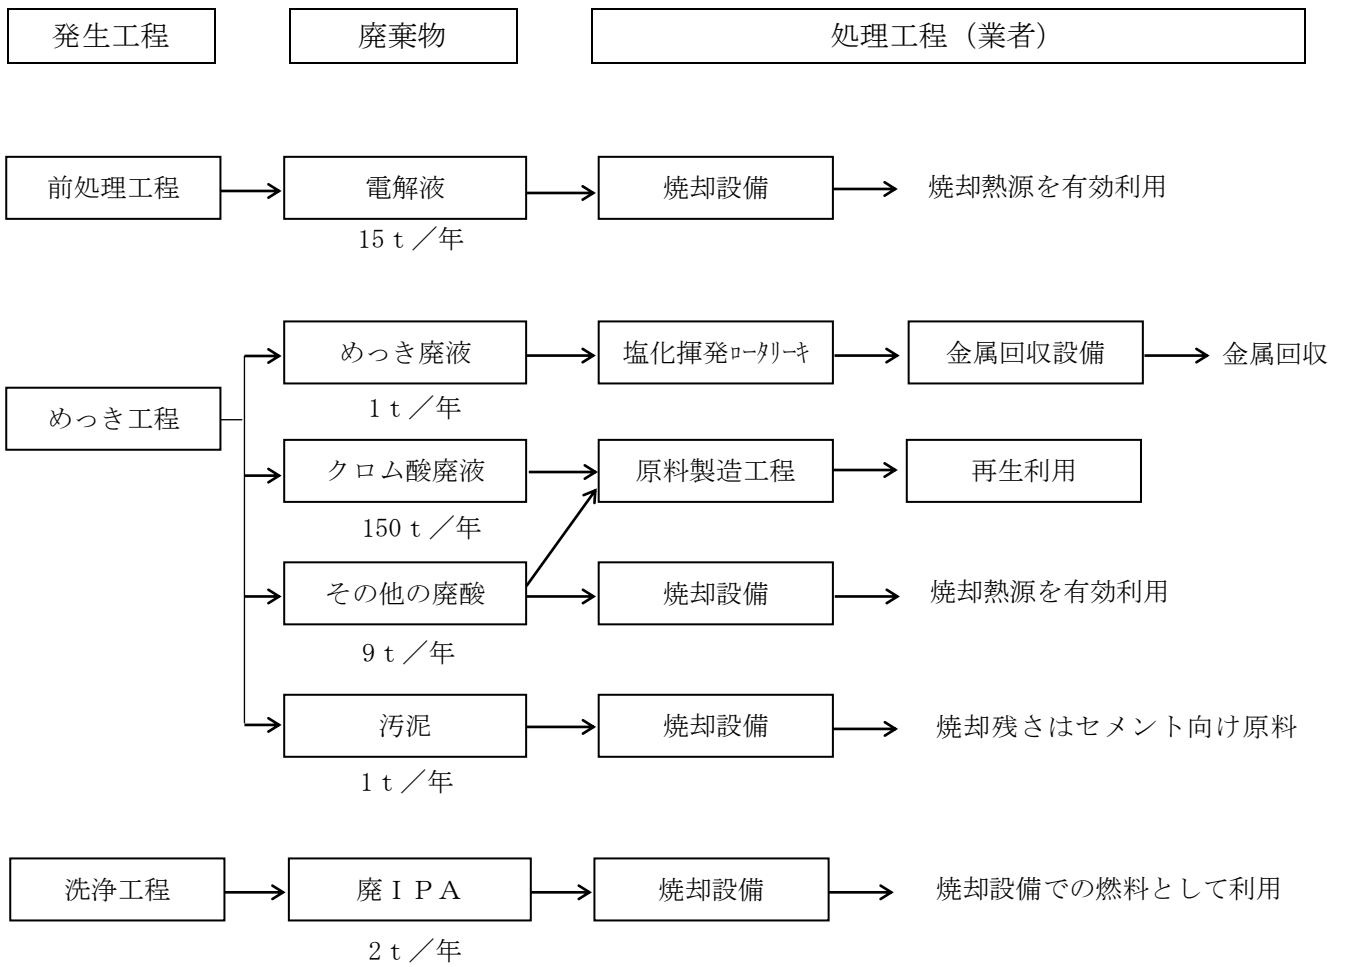 発生工程
廃棄物
処理工程（業者）
前処理工程
電解液
焼却設備
焼却熱源を有効利用
15ｔ／年
めっき工程
めっき廃液
塩化揮発ﾛｰﾀﾘｰｷ
金属回収設備
金属回収
1ｔ／年
クロム酸廃液
原料製造工程
再生利用
150ｔ／年
その他の廃酸
焼却設備
焼却熱源を有効利用
9ｔ／年
汚泥
焼却設備
焼却残さはセメント向け原料
1ｔ／年
洗浄工程
廃ＩＰＡ
焼却設備
焼却設備での燃料として利用
2ｔ／年